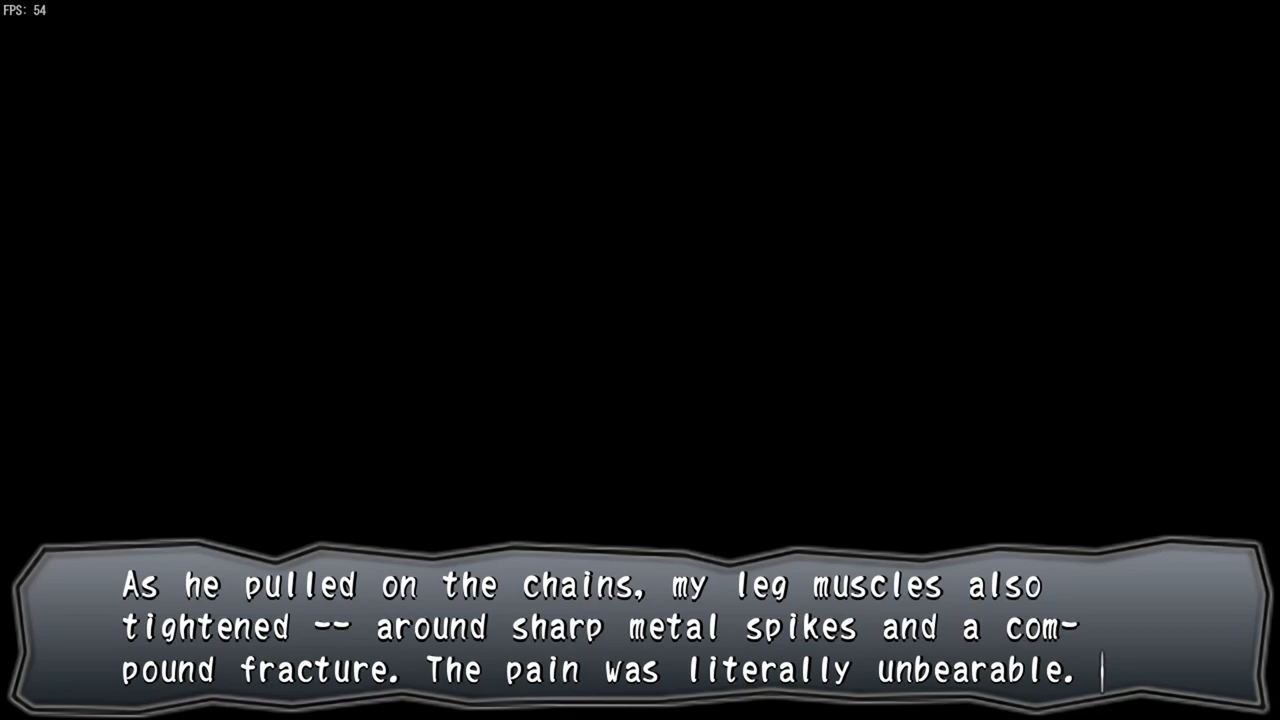 FPS: 54
As he pulled on the chains, my leg muscles also
tightened -- around sharp metal spikes and a com-
pound fracture. The pain was literally unbearable.